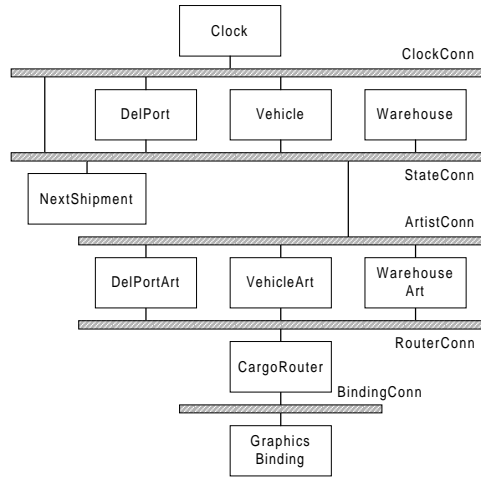 Clock
ClockConn
DelPort
Vehicle
Warehouse
StateConn
NextShipment
ArtistConn
DelPortArt
VehicleArt
Warehouse
Art
RouterConn
CargoRouter
BindingConn
Graphics
Binding